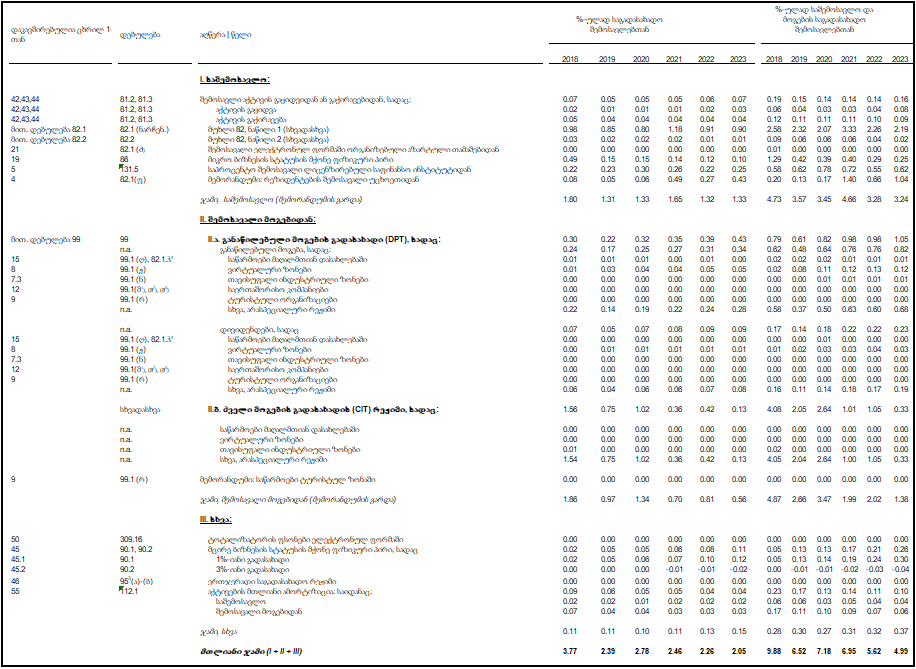 %-ულად საგადასახადო შემოსავლებთან
%-ულად საშემოსავლო და მოგების საგადასახადო შემოსავლებთან
დაკავშირებულია ცხრილ 1-თან დებულება აღწერა | წელი
2018 2019 2020 2021 2022 2023 2018 2019 2020 2021 2022 2023
I. საშემოსავლო:
42,43,44 81.2, 81.3 შემოსავლი აქტივის გაყიდვიდან ან გაქირავებიდან, სადაც: 0.07 0.05 0.05 0.05 0.06 0.07 0.19 0.15 0.14 0.14 0.14 0.16
42,43,44 81.2, 81.3 აქტივის გაყიდვა 0.02 0.01 0.01 0.01 0.02 0.03 0.06 0.04 0.03 0.03 0.04 0.08
42,43,44 81.2, 81.3 აქტივის გაქირავება 0.05 0.04 0.04 0.04 0.04 0.04 0.12 0.11 0.11 0.11 0.10 0.09
მით. დებულება 82.1 82.1 (ნარჩენ.) მუხლი 82, ნაწილი 1 (სხვადასხვა) 0.98 0.85 0.80 1.18 0.91 0.90 2.58 2.32 2.07 3.33 2.26 2.19
მით. დებულება 82.2 82.2 მუხლი 82, ნაწილი 2 (სხვადასხვა) 0.03 0.02 0.02 0.02 0.01 0.01 0.09 0.06 0.06 0.06 0.04 0.02
21 82.1 (მ) შემოსავალი ელექტრონულ ფორმაში ორგანიზებული აზარტული თამაშებიდან 0.00 0.00 0.00 0.00 0.00 0.00 0.01 0.00 0.00 0.00 0.00 0.00
19 86 მიკრო ბიზნესის სტატუსის მქონე ფიზიკური პირი 0.49 0.15 0.15 0.14 0.12 0.10 1.29 0.42 0.39 0.40 0.29 0.25
5 131.5 საპროცენტო შემოსავალი ლიცენზირებული საფინანსო ინსტიტუტიდან 0.22 0.23 0.30 0.26 0.22 0.25 0.58 0.62 0.78 0.72 0.55 0.62
4 82.1(ფ) მემორანდუმი: რეზიდენტების შემოსავალი უცხოეთიდან 0.08 0.05 0.06 0.49 0.27 0.43 0.20 0.13 0.17 1.40 0.66 1.04
ჯამი, საშემოსავლო (მემორანდუმის გარდა) 1.80 1.31 1.33 1.65 1.32 1.33 4.73 3.57 3.45 4.66 3.28 3.24
II. შემოსავალი მოგებიდან:
მით. დებულება 99 99 II.ა. განაწილებული მოგების გადასახადი (DPT), სადაც: 0.30 0.22 0.32 0.35 0.39 0.43 0.79 0.61 0.82 0.98 0.98 1.05
n.a. განაწილებული მოგება, სადაც: 0.24 0.17 0.25 0.27 0.31 0.34 0.62 0.48 0.64 0.76 0.76 0.82
15 99.1 (ღ), 82.1.3¹ საწარმოები მაღალმთიან დასახლებაში 0.01 0.01 0.01 0.00 0.01 0.00 0.02 0.02 0.02 0.01 0.01 0.01
8 99.1 (ჟ) ვირტუალური ზონები 0.01 0.03 0.04 0.04 0.05 0.05 0.02 0.08 0.11 0.12 0.13 0.12
7.3 99.1 (ნ) თავისუფალი ინდუსტრიული ზონები 0.00 0.00 0.00 0.00 0.00 0.00 0.00 0.00 0.01 0.01 0.01 0.01
12 საერთაშორისო კომპანიები 0.00 0.00 0.00 0.00 0.00 0.00 0.00 0.00 0.00 0.00 0.00 0.00
9 99.1 (რ) ტურისტული ორგანიზაციები 0.00 0.00 0.00 0.00 0.00 0.00 0.00 0.00 0.00 0.00 0.00 0.00
n.a. სხვა, არასპეციალური რეჟიმი 0.22 0.14 0.19 0.22 0.24 0.28 0.58 0.37 0.50 0.63 0.60 0.68
n.a. დივიდენდები, სადაც 0.07 0.05 0.07 0.08 0.09 0.09 0.17 0.14 0.18 0.22 0.22 0.23
15 99.1 (ღ), 82.1.3¹ საწარმოები მაღალმთიან დასახლებაში 0.00 0.00 0.00 0.00 0.00 0.00 0.00 0.00 0.01 0.00 0.00 0.00
8 99.1 (ჟ) ვირტუალური ზონები 0.00 0.01 0.01 0.01 0.01 0.01 0.01 0.02 0.03 0.03 0.04 0.03
7.3 99.1 (ნ) თავისუფალი ინდუსტრიული ზონები 0.00 0.00 0.00 0.00 0.00 0.00 0.00 0.00 0.00 0.00 0.00 0.00
12 საერთაშორისო კომპანიები 0.00 0.00 0.00 0.00 0.00 0.00 0.00 0.00 0.00 0.00 0.00 0.00
9 99.1 (რ) ტურისტული ორგანიზაციები 0.00 0.00 0.00 0.00 0.00 0.00 0.00 0.00 0.00 0.00 0.00 0.00
n.a. სხვა, არასპეციალური რეჟიმი 0.06 0.04 0.06 0.06 0.07 0.08 0.16 0.11 0.14 0.18 0.17 0.19
სხვადასხვა II.ბ. ძველი მოგების გადასახადის (CIT) რეჟიმი, სადაც: 1.56 0.75 1.02 0.36 0.42 0.13 4.08 2.05 2.64 1.01 1.05 0.33
n.a. საწარმოები მაღალმთიან დასახლებაში 0.00 0.00 0.00 0.00 0.00 0.00 0.00 0.00 0.00 0.00 0.00 0.00
n.a. ვირტუალური ზონები 0.00 0.00 0.00 0.00 0.00 0.00 0.00 0.00 0.00 0.00 0.00 0.00
n.a. თავისუფალი ინდუსტრიული ზონები 0.01 0.00 0.00 0.00 0.00 0.00 0.02 0.00 0.00 0.00 0.00 0.00
n.a. სხვა, არასპეციალური რეჟიმი 1.54 0.75 1.02 0.36 0.42 0.13 4.05 2.04 2.64 1.00 1.05 0.33
9 99.1 (რ) მემორანდუმი: საწარმოები ტურისტულ ზონაში 0.00 0.00 0.00 0.00 0.00 0.00 0.00 0.00 0.00 0.00 0.00 0.00
ჯამი, შემოსავალი მოგებიდან (მემორანდუმის გარდა) 1.86 0.97 1.34 0.70 0.81 0.56 4.87 2.66 3.47 1.99 2.02 1.38
III. სხვა:
50 309.16 ტოტალიზატორის ფსონები ელექტრონულ ფორმაში 0.00 0.00 0.00 0.00 0.00 0.00 0.00 0.00 0.00 0.00 0.00 0.00
45 90.1, 90.2 მცირე ბიზნესის სტატუსის მქონე ფიზიკური პირი, სადაც 0.02 0.05 0.05 0.06 0.08 0.11 0.05 0.13 0.13 0.17 0.21 0.26
45.1 90.1 1%-იანი გადასახადი 0.02 0.05 0.06 0.07 0.10 0.12 0.05 0.13 0.14 0.19 0.24 0.30
45.2 90.2 3%-იანი გადასახადი 0.00 0.00 0.00 -0.01 -0.01 -0.02 0.00 -0.01 -0.01 -0.02 -0.03 -0.04
46 95²(ა)-(ბ) ერთჯერადი საგადასახადო რეჟიმი 0.00 0.00 0.00 0.00 0.00 0.00 0.00 0.00 0.00 0.00 0.00 0.00
55 112.1 აქტივების მთლიანი ამორტიზაცია: საიდანაც: 0.09 0.06 0.05 0.05 0.04 0.04 0.23 0.17 0.13 0.14 0.11 0.10
საშემოსავლო 0.02 0.02 0.01 0.02 0.02 0.02 0.06 0.06 0.03 0.05 0.04 0.04
შემოსავალი მოგებიდან 0.07 0.04 0.04 0.03 0.03 0.03 0.17 0.11 0.10 0.09 0.07 0.06
ჯამი, სხვა 0.11 0.11 0.10 0.11 0.13 0.15 0.28 0.30 0.27 0.31 0.32 0.37
მთლიანი ჯამი (I + II + III) 3.77 2.39 2.78 2.46 2.26 2.05 9.88 6.52 7.18 6.95 5.62 4.99